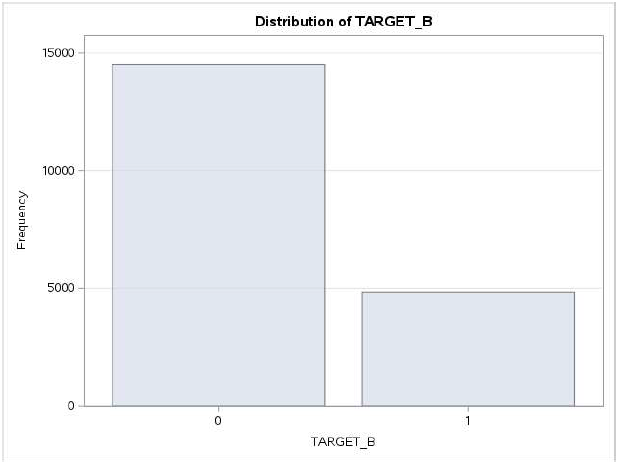 Distribution of TARGET_B
15000
10000
5000
0
Frequency
0
1
TARGET_B